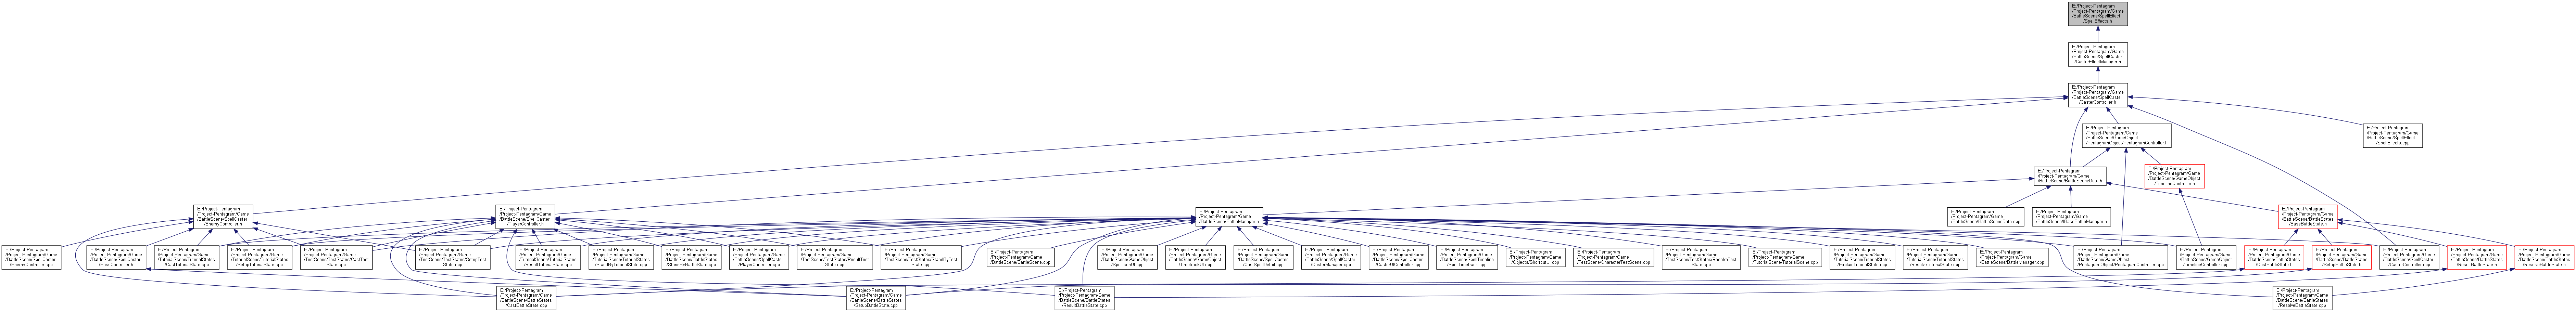 E:/Project-Pentagram
/Project-Pentagram/Game
/BattleScene/SpellEffect
/SpellEffects.h
E:/Project-Pentagram
/Project-Pentagram/Game
/BattleScene/SpellCaster
/CasterEffectManager.h
E:/Project-Pentagram
/Project-Pentagram/Game
/BattleScene/SpellCaster
/CasterController.h
E:/Project-Pentagram
/Project-Pentagram/Game
/BattleScene/GameObject
/PentagramObject/PentagramController.h
E:/Project-Pentagram
/Project-Pentagram/Game
/BattleScene/SpellEffect
/SpellEffects.cpp
E:/Project-Pentagram
/Project-Pentagram/Game
/BattleScene/BattleSceneData.h
E:/Project-Pentagram
/Project-Pentagram/Game
/BattleScene/GameObject
/TimelineController.h
E:/Project-Pentagram
/Project-Pentagram/Game
/BattleScene/SpellCaster
/EnemyController.h
E:/Project-Pentagram
/Project-Pentagram/Game
/BattleScene/SpellCaster
/PlayerController.h
E:/Project-Pentagram
/Project-Pentagram/Game
/BattleScene/BattleManager.h
E:/Project-Pentagram
/Project-Pentagram/Game
/BattleScene/BattleSceneData.cpp
E:/Project-Pentagram
/Project-Pentagram/Game
/BattleScene/BaseBattleManager.h
E:/Project-Pentagram
/Project-Pentagram/Game
/BattleScene/BattleStates
/BaseBattleState.h
E:/Project-Pentagram
/Project-Pentagram/Game
/BattleScene/SpellCaster
/EnemyController.cpp
E:/Project-Pentagram
/Project-Pentagram/Game
/BattleScene/SpellCaster
/BossController.h
E:/Project-Pentagram
/Project-Pentagram/Game
/TutorialScene/TutorialStates
/CastTutorialState.cpp
E:/Project-Pentagram
/Project-Pentagram/Game
/TutorialScene/TutorialStates
/SetupTutorialState.cpp
E:/Project-Pentagram
/Project-Pentagram/Game
/TestScene/TestStates/CastTest
State.cpp
E:/Project-Pentagram
/Project-Pentagram/Game
/TestScene/TestStates/SetupTest
State.cpp
E:/Project-Pentagram
/Project-Pentagram/Game
/TutorialScene/TutorialStates
/ResultTutorialState.cpp
E:/Project-Pentagram
/Project-Pentagram/Game
/TutorialScene/TutorialStates
/StandByTutorialState.cpp
E:/Project-Pentagram
/Project-Pentagram/Game
/BattleScene/BattleStates
/StandByBattleState.cpp
E:/Project-Pentagram
/Project-Pentagram/Game
/BattleScene/SpellCaster
/PlayerController.cpp
E:/Project-Pentagram
/Project-Pentagram/Game
/TestScene/TestStates/ResultTest
State.cpp
E:/Project-Pentagram
/Project-Pentagram/Game
/TestScene/TestStates/StandByTest
State.cpp
E:/Project-Pentagram
/Project-Pentagram/Game
/BattleScene/BattleScene.cpp
E:/Project-Pentagram
/Project-Pentagram/Game
/BattleScene/GameObject
/SpellIconUI.cpp
E:/Project-Pentagram
/Project-Pentagram/Game
/BattleScene/GameObject
/TimetrackUI.cpp
E:/Project-Pentagram
/Project-Pentagram/Game
/BattleScene/SpellCaster
/CastSpellDetail.cpp
E:/Project-Pentagram
/Project-Pentagram/Game
/BattleScene/SpellCaster
/CasterManager.cpp
E:/Project-Pentagram
/Project-Pentagram/Game
/BattleScene/SpellCaster
/CasterUIController.cpp
E:/Project-Pentagram
/Project-Pentagram/Game
/BattleScene/SpellTimeline
/SpellTimetrack.cpp
E:/Project-Pentagram
/Project-Pentagram/Game
/Objects/ShortcutUI.cpp
E:/Project-Pentagram
/Project-Pentagram/Game
/TestScene/CharacterTestScene.cpp
E:/Project-Pentagram
/Project-Pentagram/Game
/TestScene/TestStates/ResolveTest
State.cpp
E:/Project-Pentagram
/Project-Pentagram/Game
/TutorialScene/TutorialScene.cpp
E:/Project-Pentagram
/Project-Pentagram/Game
/TutorialScene/TutorialStates
/ExplainTutorialState.cpp
E:/Project-Pentagram
/Project-Pentagram/Game
/TutorialScene/TutorialStates
/ResolveTutorialState.cpp
E:/Project-Pentagram
/Project-Pentagram/Game
/BattleScene/BattleManager.cpp
E:/Project-Pentagram
/Project-Pentagram/Game
/BattleScene/GameObject
/PentagramObject/PentagramController.cpp
E:/Project-Pentagram
/Project-Pentagram/Game
/BattleScene/GameObject
/TimelineController.cpp
E:/Project-Pentagram
/Project-Pentagram/Game
/BattleScene/BattleStates
/CastBattleState.h
E:/Project-Pentagram
/Project-Pentagram/Game
/BattleScene/BattleStates
/SetupBattleState.h
E:/Project-Pentagram
/Project-Pentagram/Game
/BattleScene/SpellCaster
/CasterController.cpp
E:/Project-Pentagram
/Project-Pentagram/Game
/BattleScene/BattleStates
/ResultBattleState.h
E:/Project-Pentagram
/Project-Pentagram/Game
/BattleScene/BattleStates
/ResolveBattleState.h
E:/Project-Pentagram
/Project-Pentagram/Game
/BattleScene/BattleStates
/CastBattleState.cpp
E:/Project-Pentagram
/Project-Pentagram/Game
/BattleScene/BattleStates
/SetupBattleState.cpp
E:/Project-Pentagram
/Project-Pentagram/Game
/BattleScene/BattleStates
/ResultBattleState.cpp
E:/Project-Pentagram
/Project-Pentagram/Game
/BattleScene/BattleStates
/ResolveBattleState.cpp